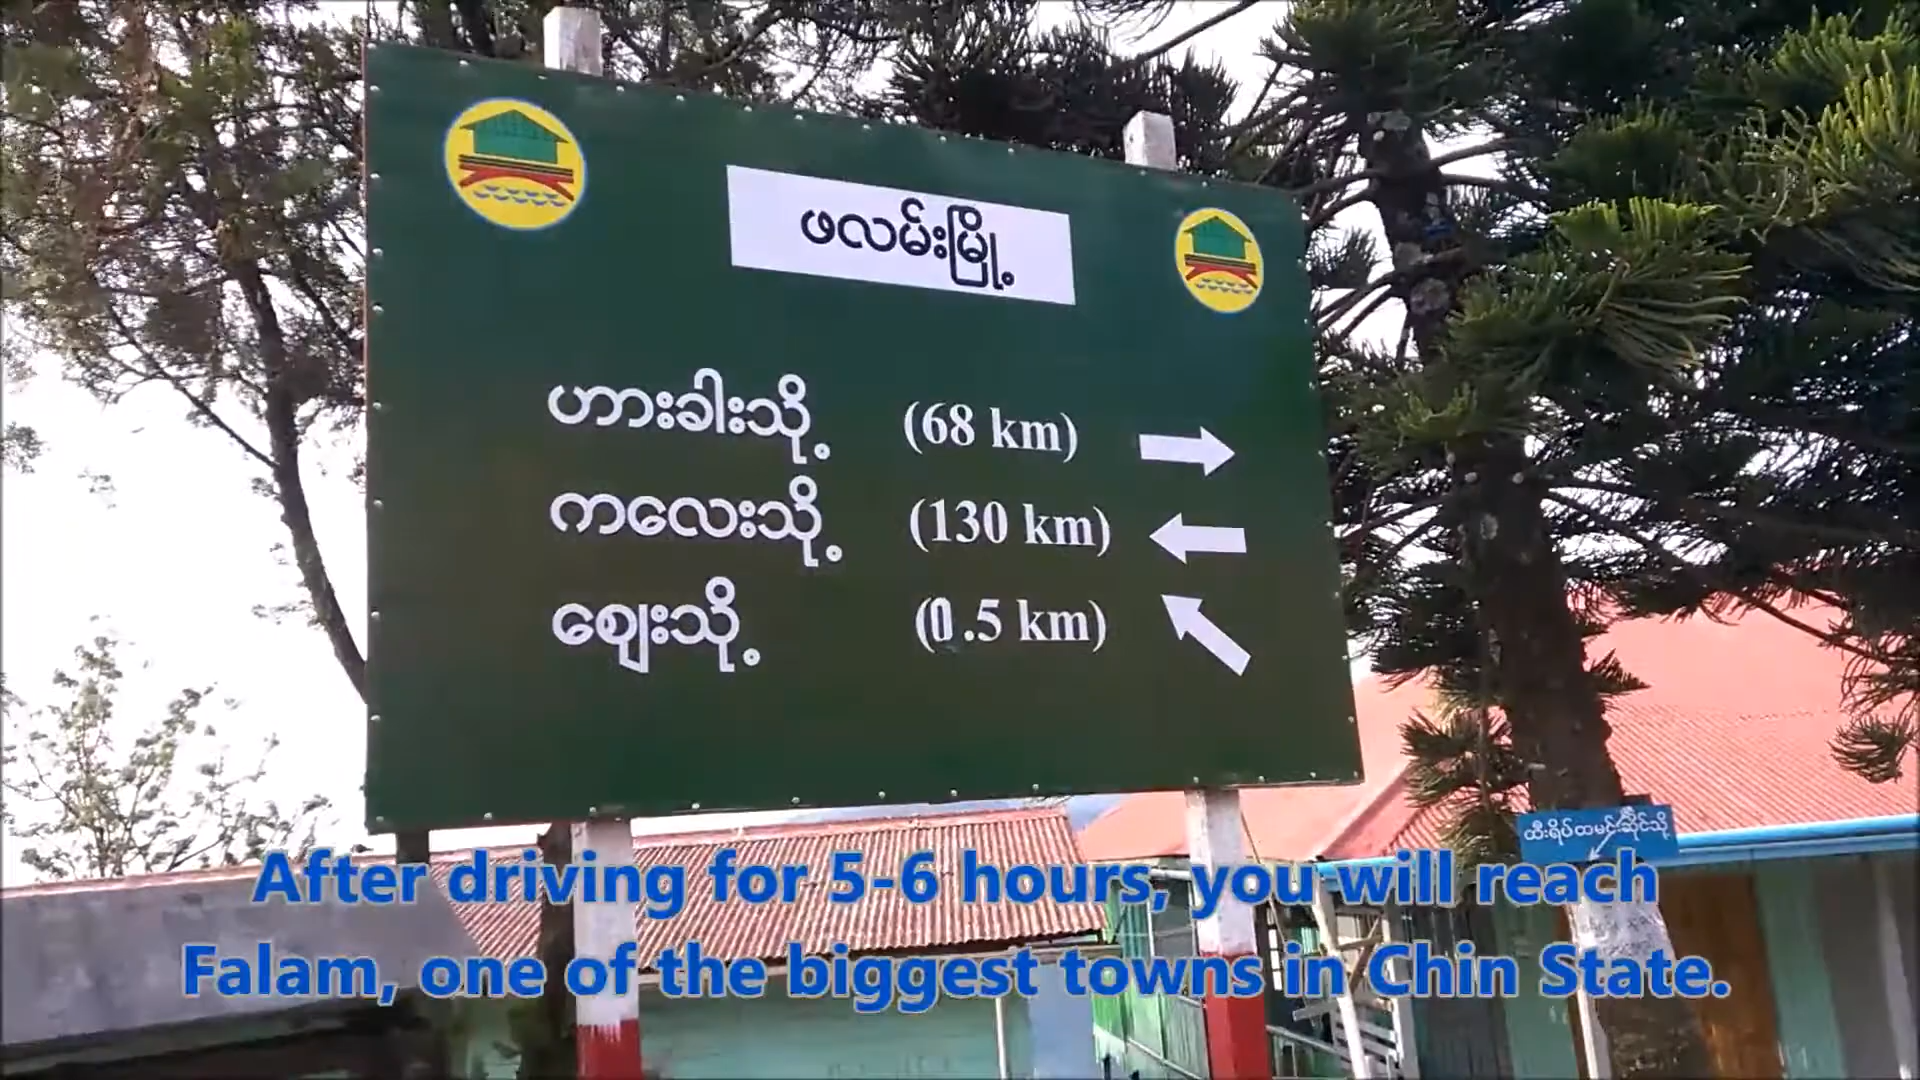 ဖလမ်းမြို့
ဟားခါးသို့ (68 km)
ကလေးသို့ (130 km)
ဈေးသို့ (0.5 km)
ထီးရိပ်ထမင်းဆိုင်သို့
After driving for 5-6 hours, you will reach
Falam, one of the biggest towns in Chin State.